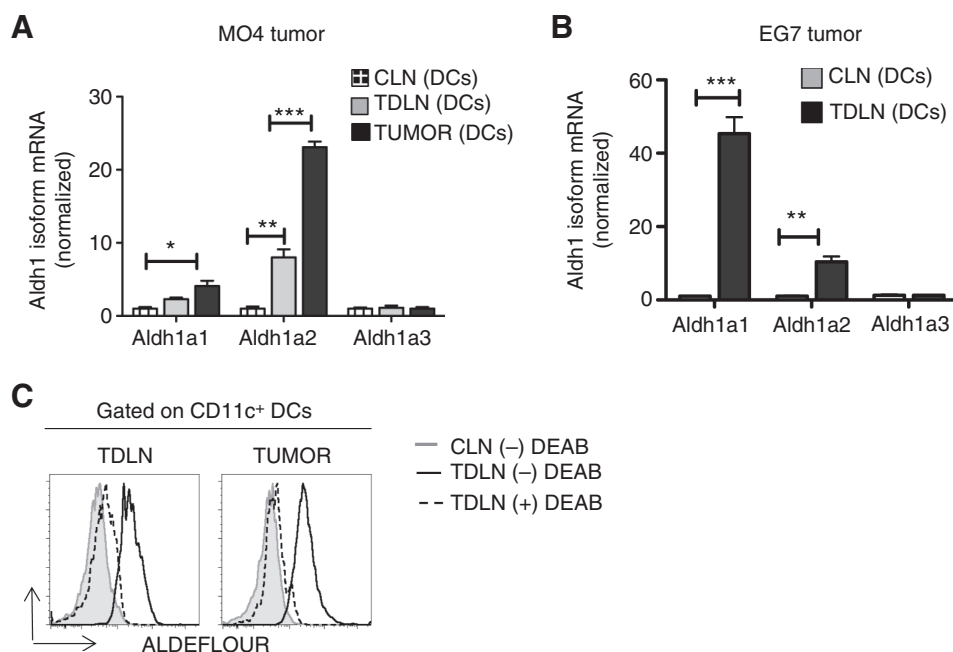 A
MO4 tumor
CLN (DCs)
TDLN (DCs)
TUMOR (DCs)
Aldh1 isoform mRNA
(normalized)
30
20
10
0
*
**
***
Aldh1a1 Aldh1a2 Aldh1a3
B
EG7 tumor
CLN (DCs)
TDLN (DCs)
Aldh1 isoform mRNA
(normalized)
60
40
20
0
***
**
Aldh1a1 Aldh1a2 Aldh1a3
C
Gated on CD11c⁺ DCs
TDLN TUMOR
ALDEFLOUR
CLN (–) DEAB
TDLN (–) DEAB
TDLN (+) DEAB